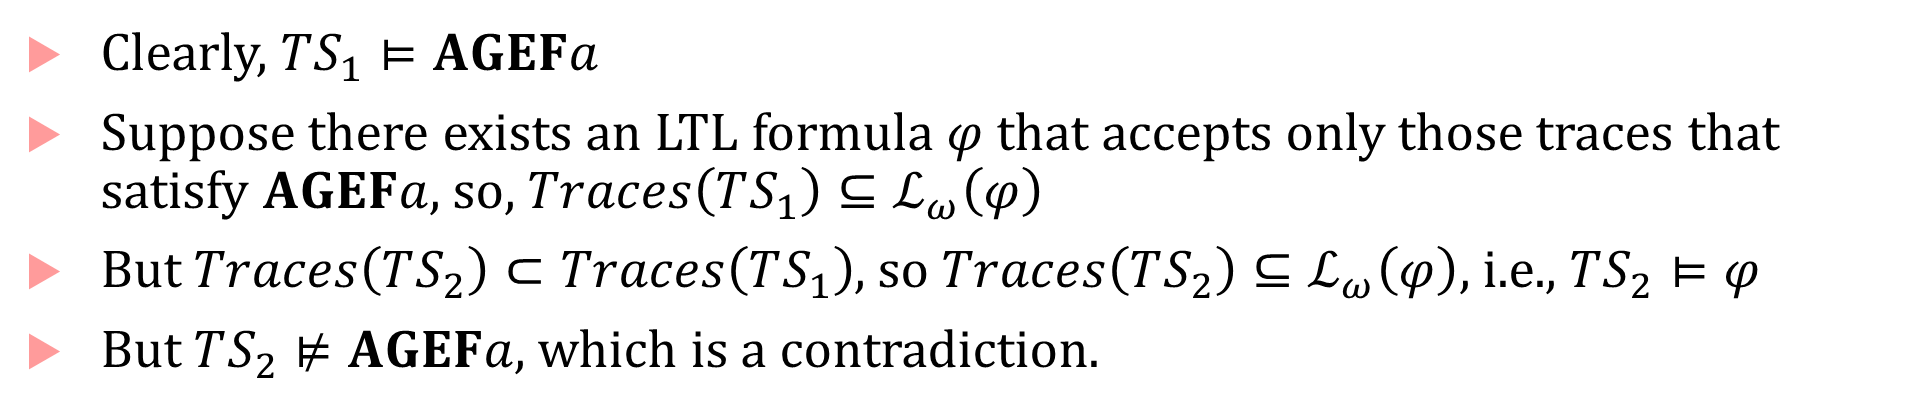 Clearly, TS₁ ⊨ AGEFa
Suppose there exists an LTL formula φ that accepts only those traces that
satisfy AGEFa, so, Traces(TS₁) ⊆ ℒ_ω(φ)
But Traces(TS₂) ⊂ Traces(TS₁), so Traces(TS₂) ⊆ ℒ_ω(φ), i.e., TS₂ ⊨ φ
But TS₂ ⊭ AGEFa, which is a contradiction.